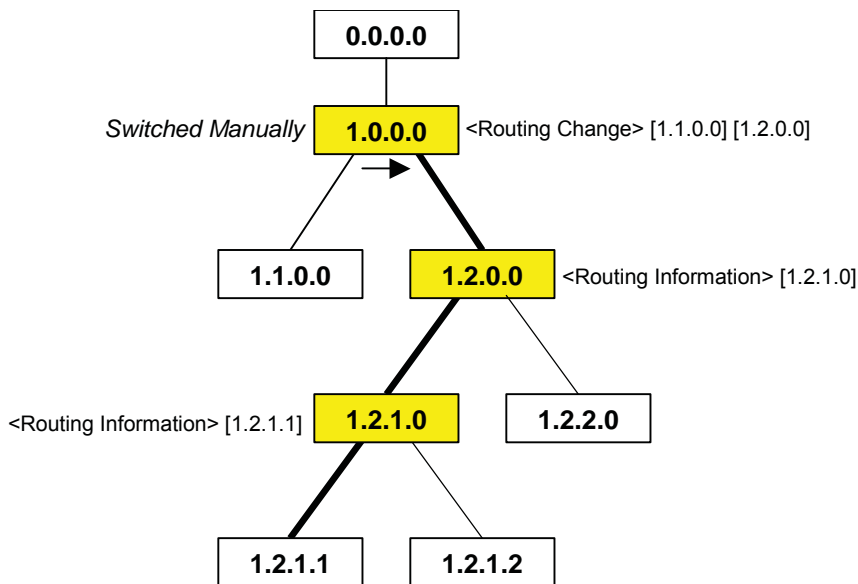 0.0.0.0
Switched Manually 1.0.0.0 <Routing Change> [1.1.0.0] [1.2.0.0]
1.1.0.0 1.2.0.0 <Routing Information> [1.2.1.0]
<Routing Information> [1.2.1.1] 1.2.1.0 1.2.2.0
1.2.1.1 1.2.1.2